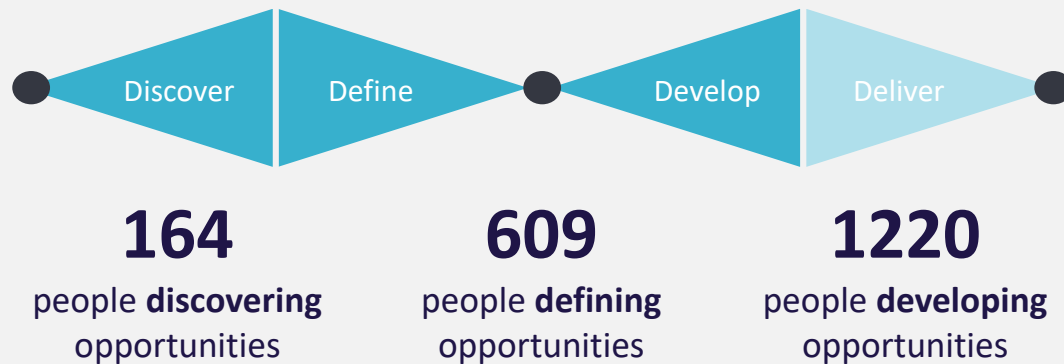 Discover
Define
Develop
Deliver
164
people discovering
opportunities
609
people defining
opportunities
1220
people developing
opportunities